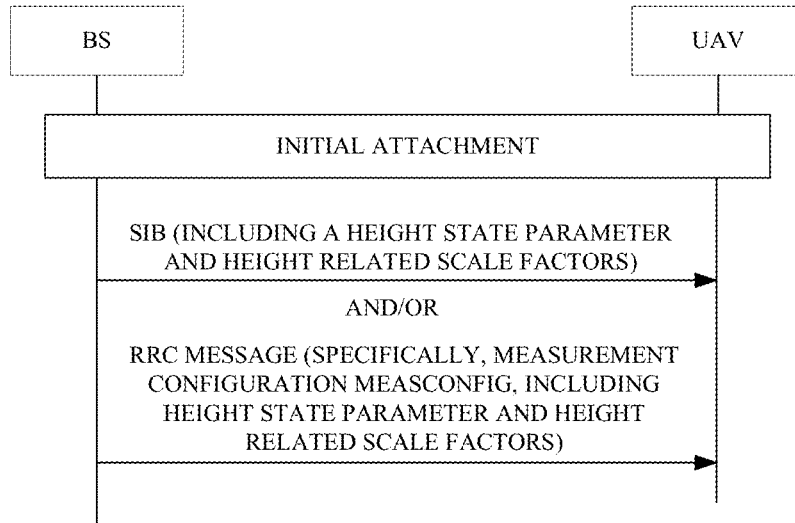 BS
UAV
INITIAL ATTACHMENT
SIB (INCLUDING A HEIGHT STATE PARAMETER
AND HEIGHT RELATED SCALE FACTORS)
AND/OR
RRC MESSAGE (SPECIFICALLY, MEASUREMENT
CONFIGURATION MEASCONFIG, INCLUDING
HEIGHT STATE PARAMETER AND HEIGHT
RELATED SCALE FACTORS)